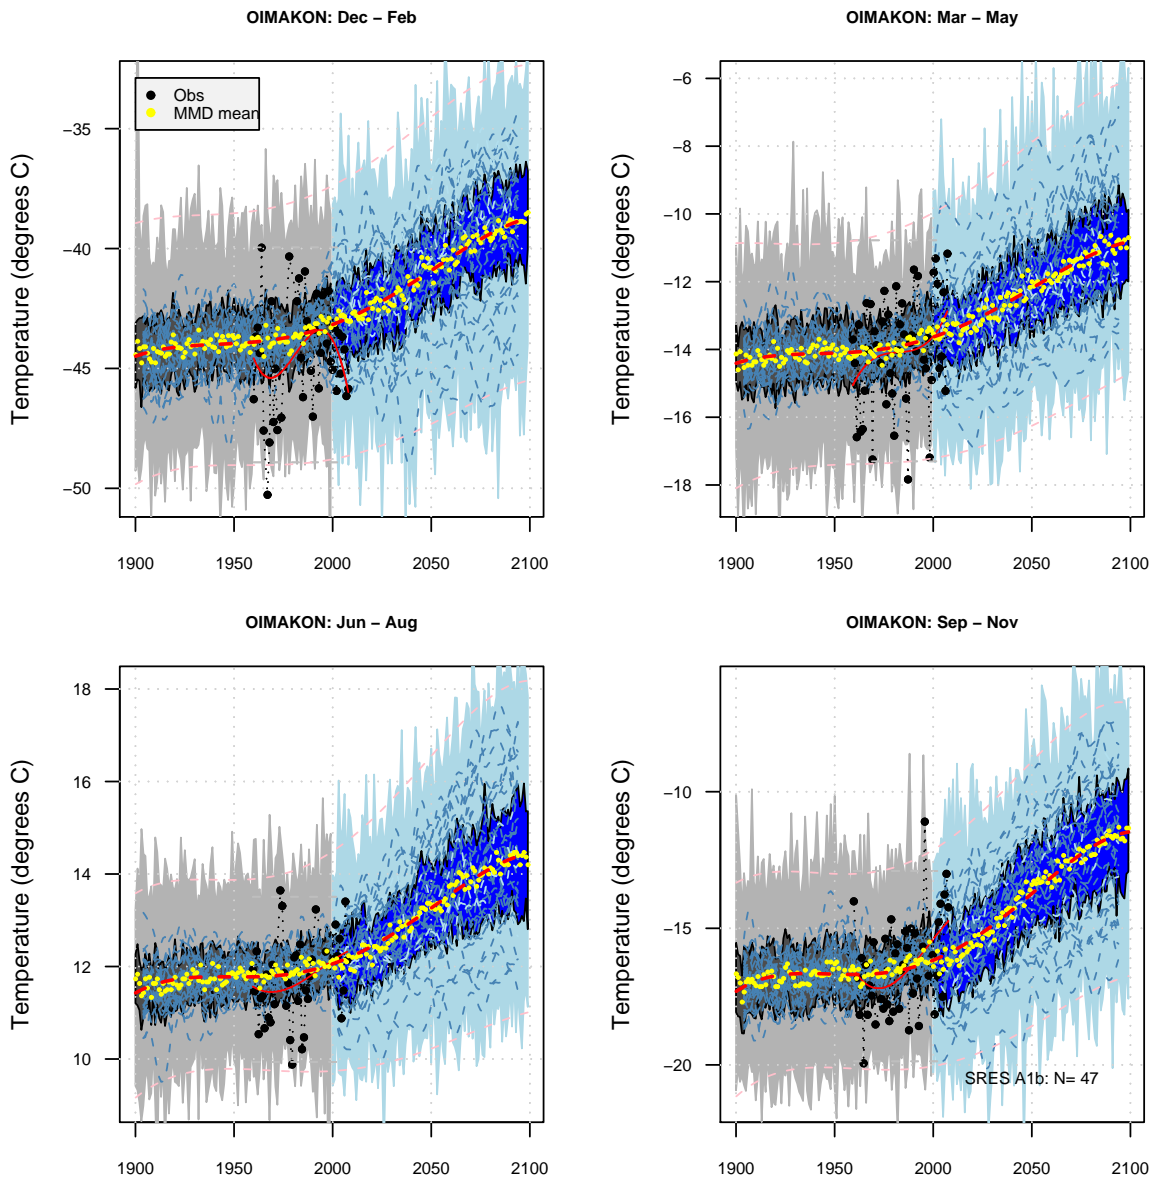 OIMAKON: Dec − Feb
Temperature (degrees C)
−35
−40
−45
−50
Obs
MMD mean
1900 1950 2000 2050 2100
OIMAKON: Mar − May
Temperature (degrees C)
−6
−8
−10
−12
−14
−16
−18
1900 1950 2000 2050 2100
OIMAKON: Jun − Aug
Temperature (degrees C)
18
16
14
12
10
1900 1950 2000 2050 2100
OIMAKON: Sep − Nov
Temperature (degrees C)
−10
−15
−20
SRES A1b: N= 47
1900 1950 2000 2050 2100